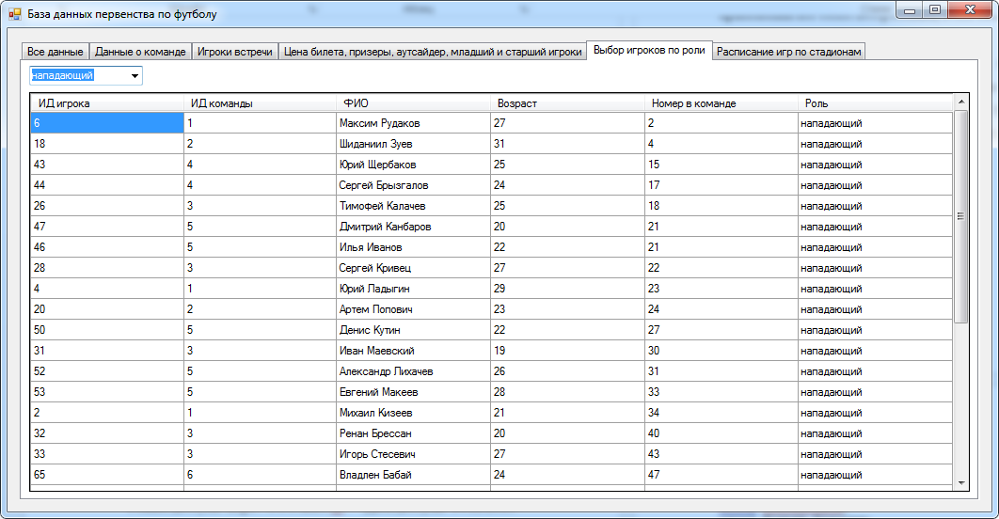 База данных первенства по футболу
Все данные Данные о команде Игроки встречи Цена билета, призеры, аутсайдер, младший и старший игроки Выбор игроков по роли Расписание игр по стадионам
нападающий
ИД игрока ИД команды ФИО Возраст Номер в команде Роль
6 1 Максим Рудаков 27 2 нападающий
18 2 Шиданиил Зуев 31 4 нападающий
43 4 Юрий Щербаков 25 15 нападающий
44 4 Сергей Брызгалов 24 17 нападающий
26 3 Тимофей Калачев 25 18 нападающий
47 5 Дмитрий Канбаров 20 21 нападающий
46 5 Илья Иванов 22 21 нападающий
28 3 Сергей Кривец 27 22 нападающий
4 1 Юрий Ладыгин 29 23 нападающий
20 2 Артем Попович 23 24 нападающий
50 5 Денис Кутин 22 27 нападающий
31 3 Иван Маевский 19 30 нападающий
52 5 Александр Лихачев 26 31 нападающий
53 5 Евгений Макеев 28 33 нападающий
2 1 Михаил Кизеев 21 34 нападающий
32 3 Ренан Брессан 20 40 нападающий
33 3 Игорь Стесевич 27 43 нападающий
65 6 Владлен Бабай 24 47 нападающий